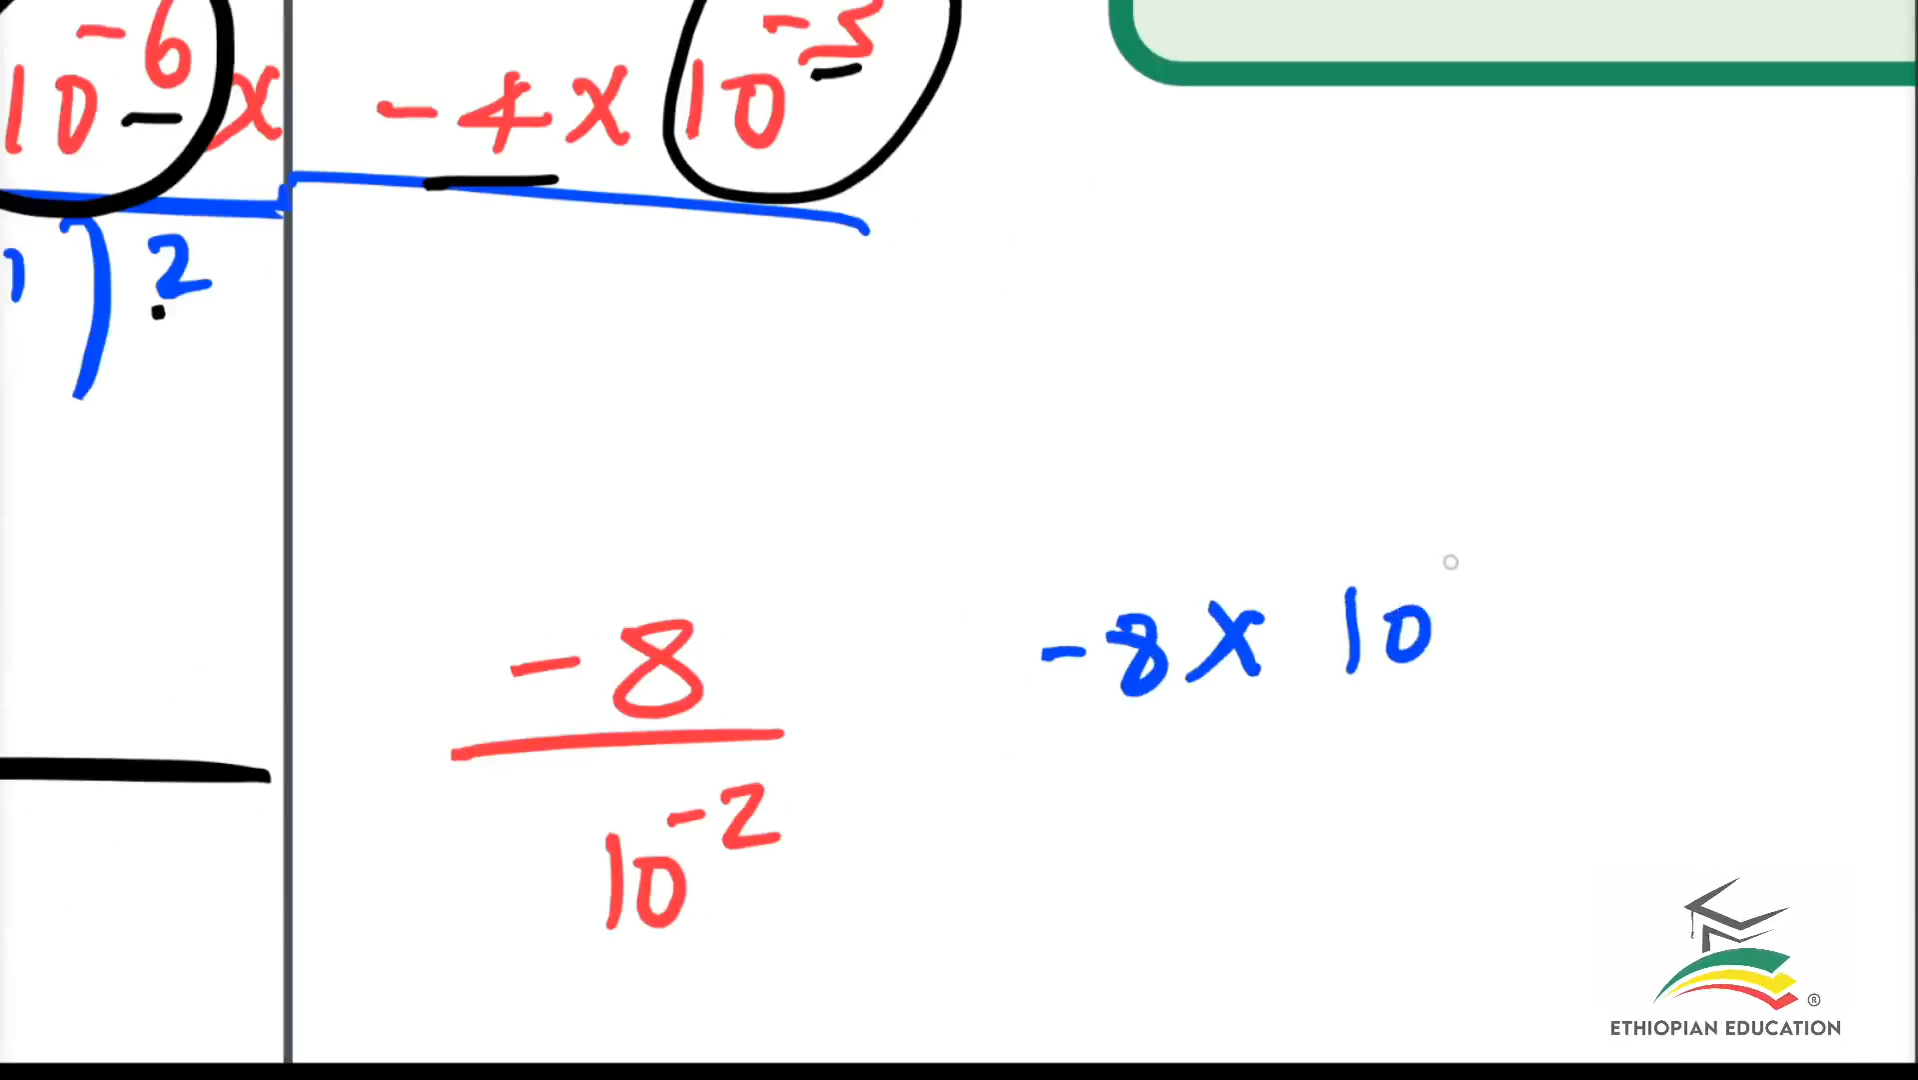 10⁻⁶ x -4 x 10⁻³
) 2
-8 x 10
-8
10⁻²
®
ETHIOPIAN EDUCATION